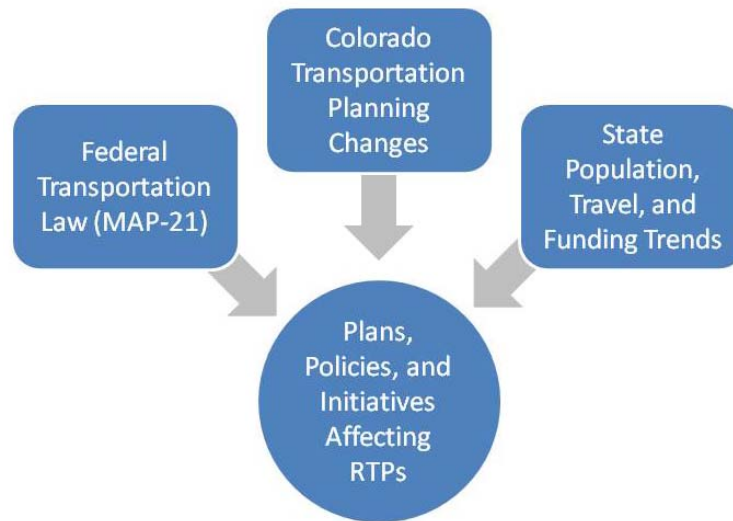 Federal
Transportation
Law (MAP-21)
Colorado
Transportation
Planning
Changes
State
Population,
Travel, and
Funding Trends
Plans,
Policies, and
Initiatives
Affecting
RTPs